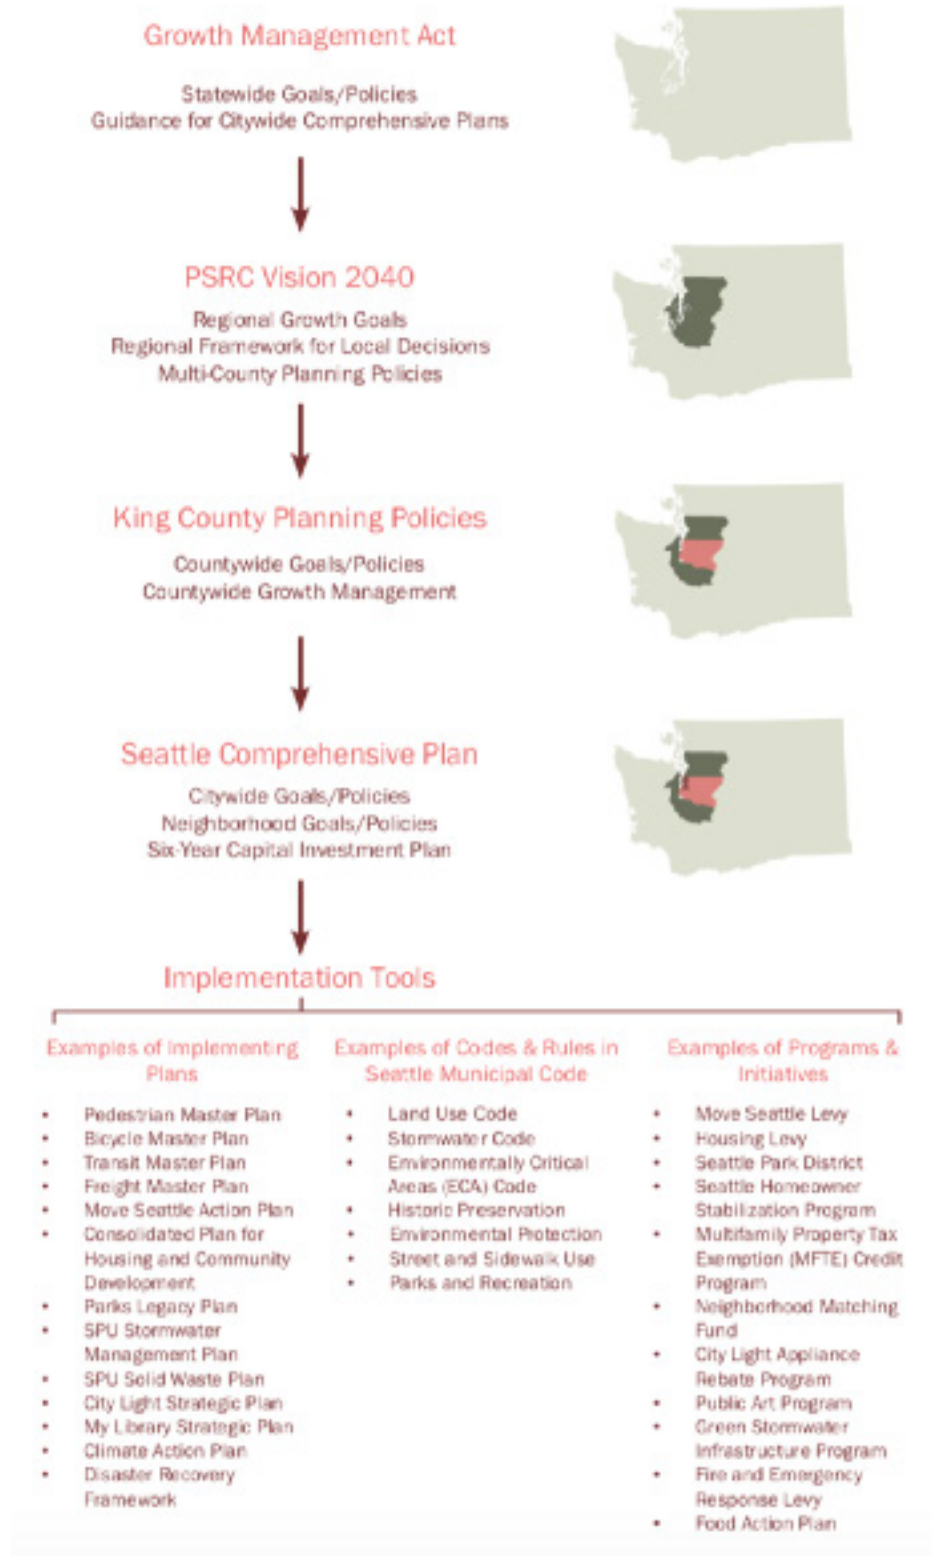 Growth Management Act
Statewide Goals/Policies
Guidance for Citywide Comprehensive Plans
PSRC Vision 2040
Regional Growth Goals
Regional Framework for Local Decisions
Multi-County Planning Policies
King County Planning Policies
Countywide Goals/Policies
Countywide Growth Management
Seattle Comprehensive Plan
Citywide Goals/Policies
Neighborhood Goals/Policies
Six-Year Capital Investment Plan
Implementation Tools
Examples of Implementing
Plans
• Pedestrian Master Plan
• Bicycle Master Plan
• Transit Master Plan
• Freight Master Plan
• Move Seattle Action Plan
• Consolidated Plan for
Housing and Community
Development
• Parks Legacy Plan
• SPU Stormwater
Management Plan
• SPU Solid Waste Plan
• City Light Strategic Plan
• My Library Strategic Plan
• Climate Action Plan
• Disaster Recovery
Framework
Examples of Codes & Rules in
Seattle Municipal Code
• Land Use Code
• Stormwater Code
• Environmentally Critical
Areas (ECA) Code
• Historic Preservation
• Environmental Protection
• Street and Sidewalk Use
• Parks and Recreation
Examples of Programs &
Initiatives
• Move Seattle Levy
• Housing Levy
• Seattle Park District
• Seattle Homeowner
Stabilization Program
• Multifamily Property Tax
Exemption (MFTE) Credit
Program
• Neighborhood Matching
Fund
• City Light Appliance
Rebate Program
• Public Art Program
• Green Stormwater
Infrastructure Program
• Fire and Emergency
Response Levy
• Food Action Plan